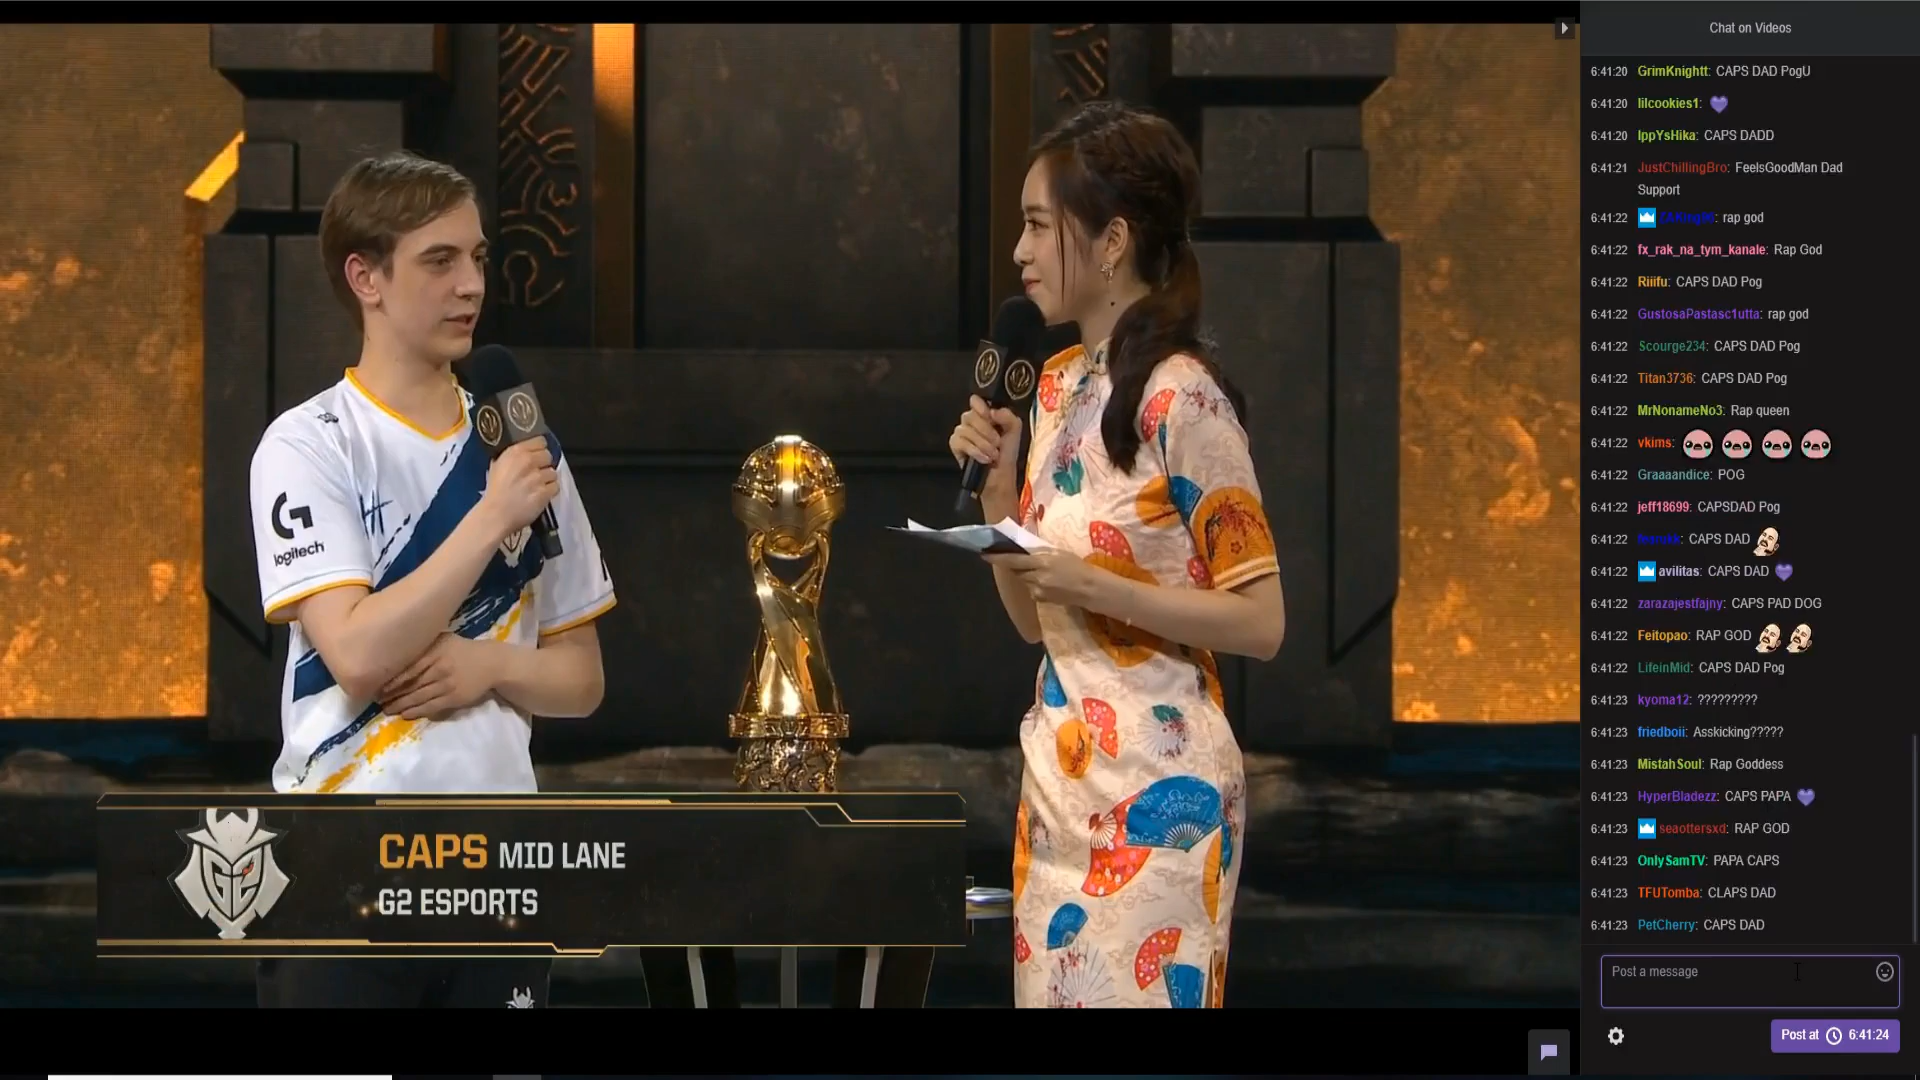 Chat on Videos
6:41:20 GrimKnightt: CAPS DAD PogU
6:41:20 lilcookies1:
6:41:20 IppYsHika: CAPS DADD
6:41:21 JustChillingBro: FeelsGoodMan Dad
Support
6:41:22 : rap god
6:41:22 fx_rak_na_tym_kanale: Rap God
6:41:22 Riiifu: CAPS DAD Pog
6:41:22 GustosaPastasc1utta: rap god
6:41:22 Scourge234: CAPS DAD Pog
6:41:22 Titan3736: CAPS DAD Pog
6:41:22 MrNonameNo3: Rap queen
6:41:22 vkims:
6:41:22 Graaaandice: POG
6:41:22 jeff18699: CAPSDAD Pog
6:41:22 : CAPS DAD
6:41:22 avilitas: CAPS DAD
6:41:22 zarazajestfajny: CAPS PAD DOG
6:41:22 Feitopao: RAP GOD
6:41:22 LifeinMid: CAPS DAD Pog
6:41:23 kyoma12: ?????????
6:41:23 friedboii: Asskicking?????
6:41:23 MistahSoul: Rap Goddess
6:41:23 HyperBladezz: CAPS PAPA
6:41:23 seaottersxd: RAP GOD
6:41:23 OnlySamTV: PAPA CAPS
6:41:23 TFUTomba: CLAPS DAD
6:41:23 PetCherry: CAPS DAD
Post a message
Post at 6:41:24
logitech
G2
CAPS MID LANE
G2 ESPORTS